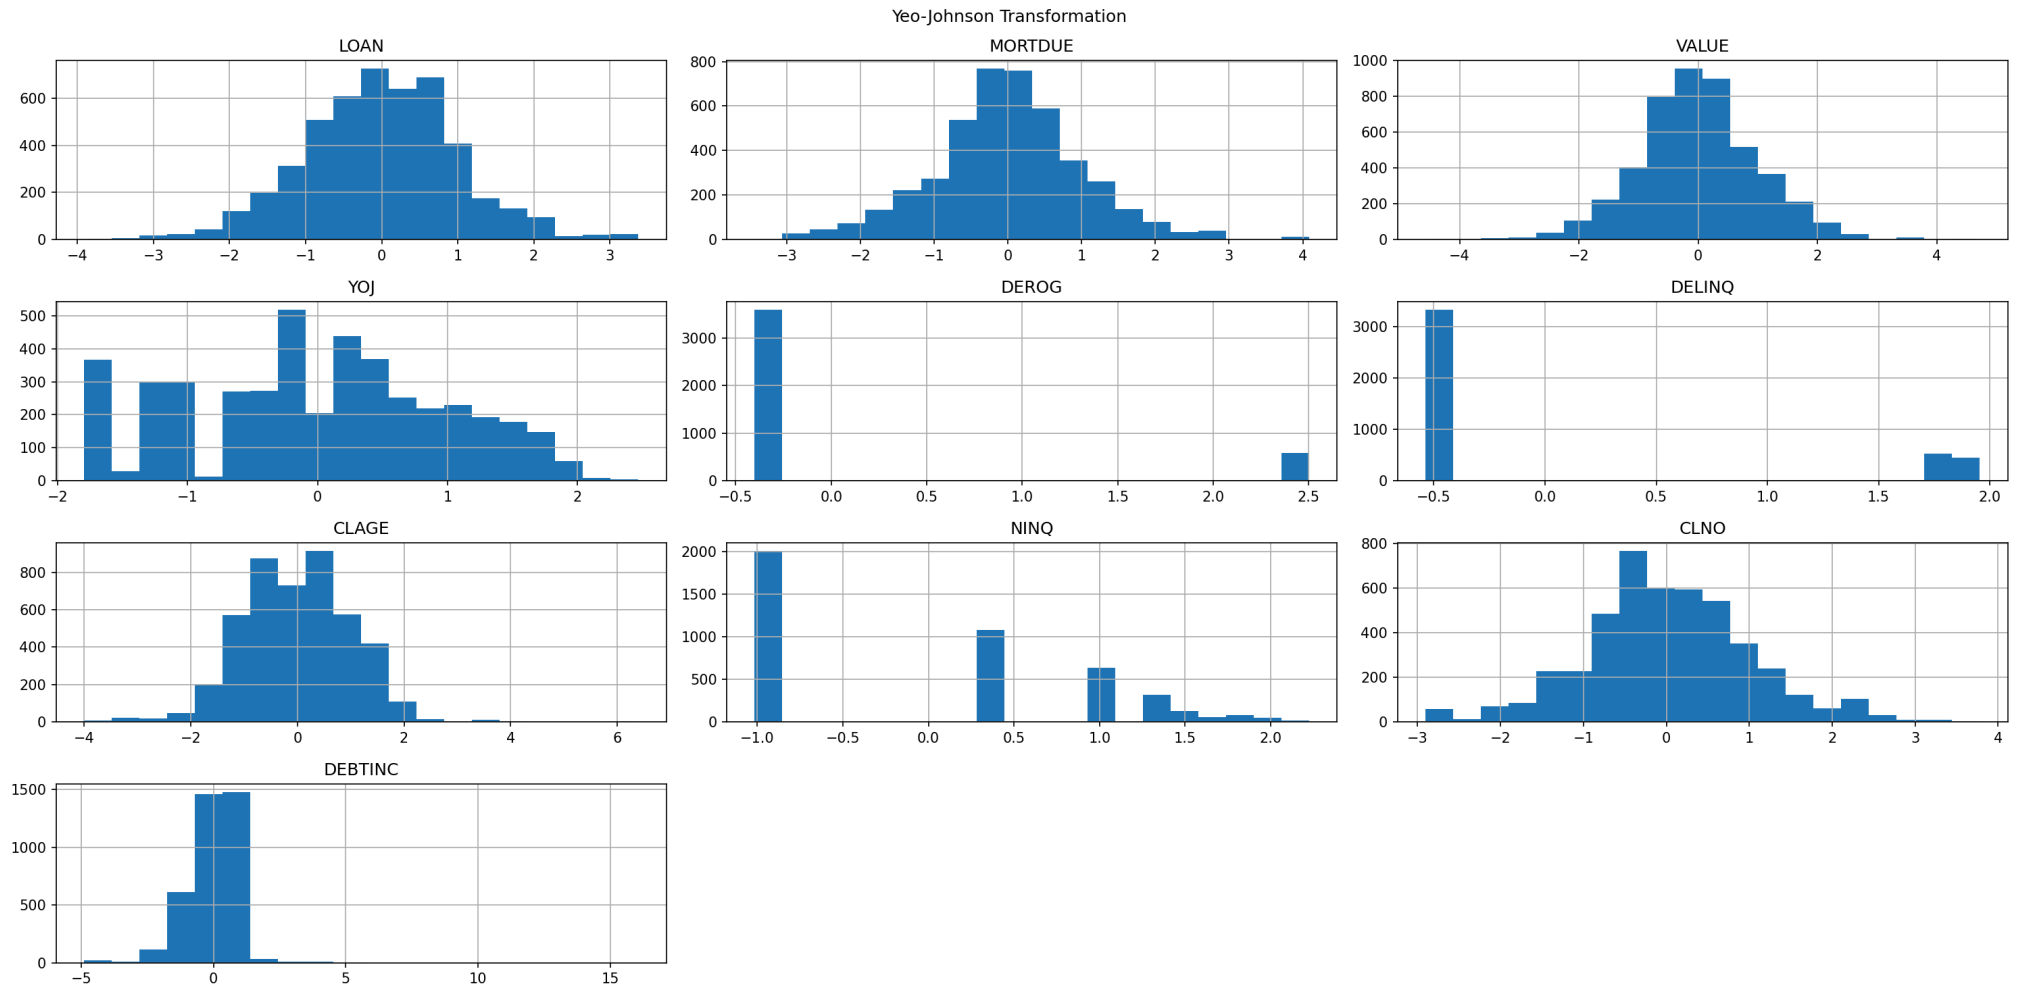 Yeo-Johnson Transformation
LOAN
600
400
200
0
−4 −3 −2 −1 0 1 2 3
MORTDUE
800
600
400
200
0
−3 −2 −1 0 1 2 3 4
VALUE
1000
800
600
400
200
0
−4 −2 0 2 4
YOJ
500
400
300
200
100
0
−2 −1 0 1 2
DEROG
3000
2000
1000
0
−0.5 0.0 0.5 1.0 1.5 2.0 2.5
DELINQ
3000
2000
1000
0
−0.5 0.0 0.5 1.0 1.5 2.0
CLAGE
800
600
400
200
0
−4 −2 0 2 4 6
NINQ
2000
1500
1000
500
0
−1.0 −0.5 0.0 0.5 1.0 1.5 2.0
CLNO
800
600
400
200
0
−3 −2 −1 0 1 2 3 4
DEBTINC
1500
1000
500
0
−5 0 5 10 15